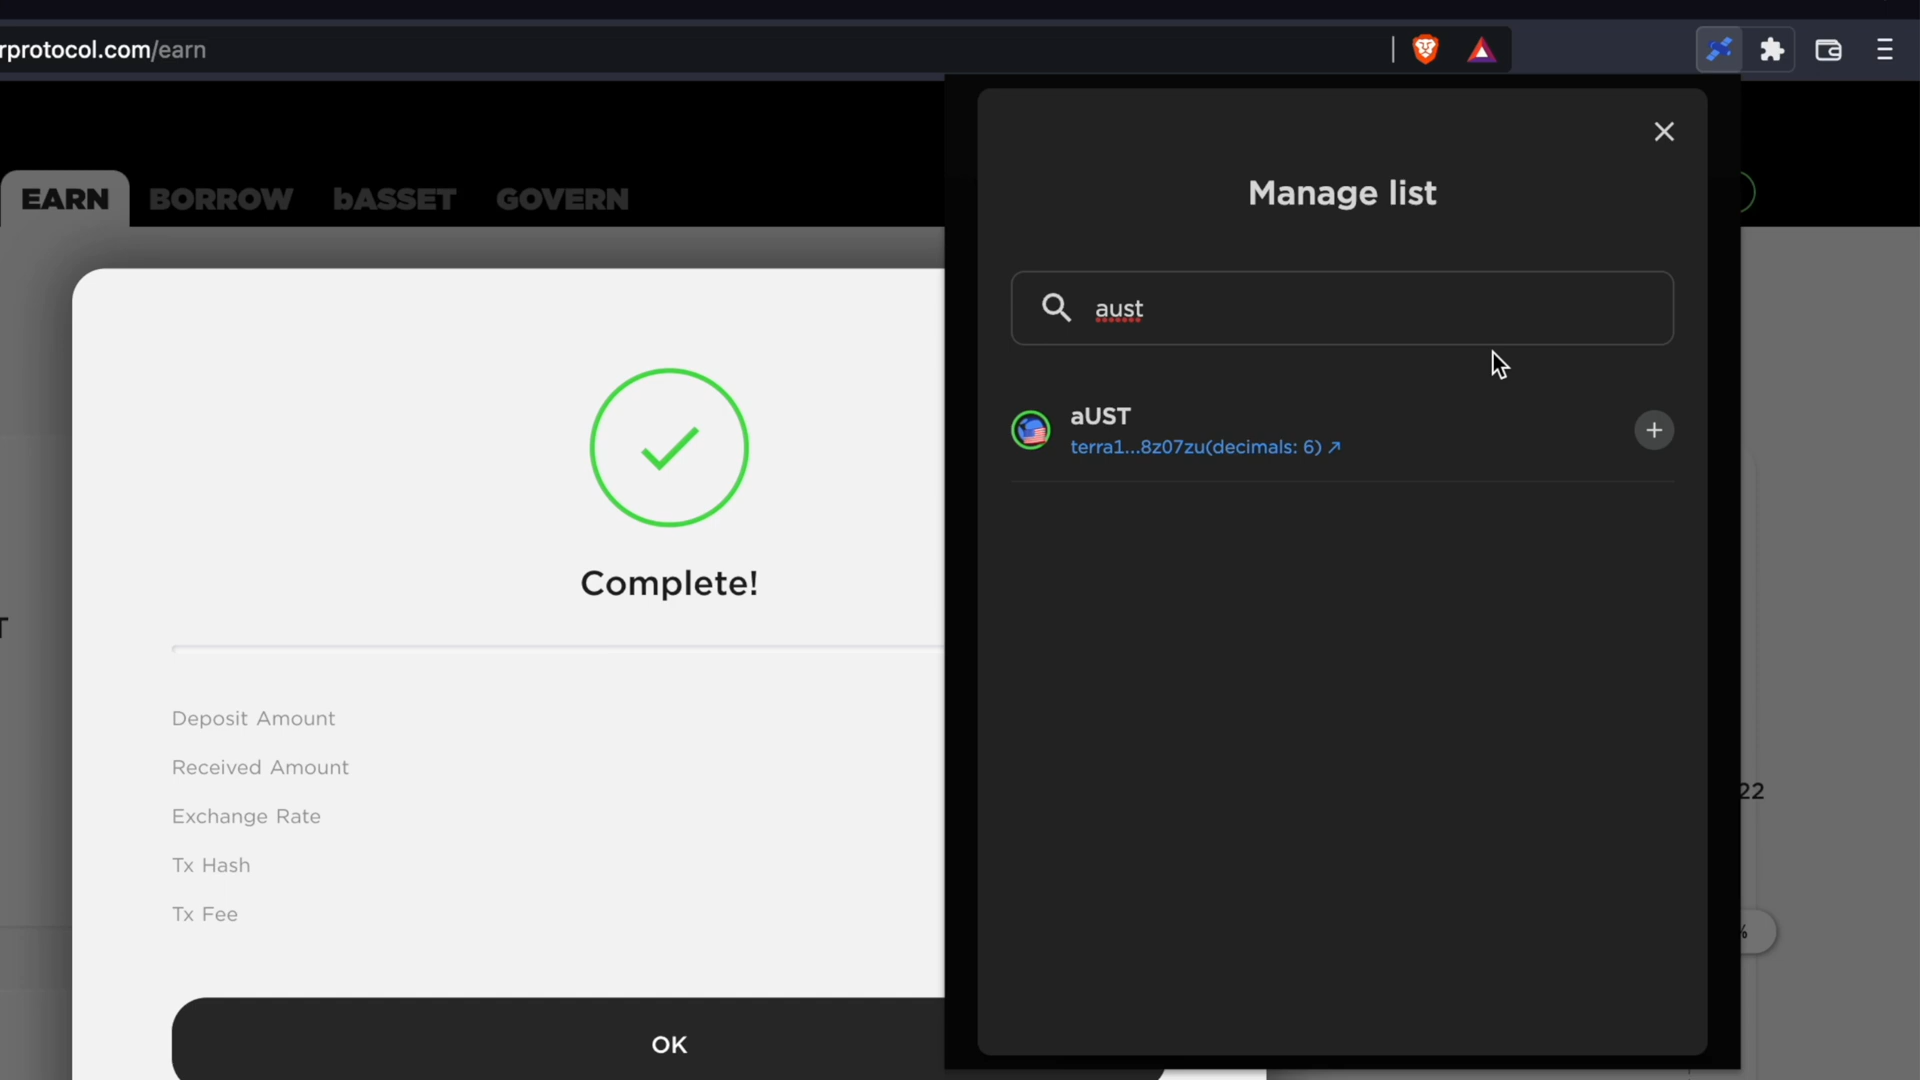 rprotocol.com/earn
EARN BORROW bASSET GOVERN
Complete!
Deposit Amount
Received Amount
Exchange Rate
Tx Hash
Tx Fee
OK
Manage list
aust
aUST
terra1...8z07zu(decimals: 6) ↗
T
22
%